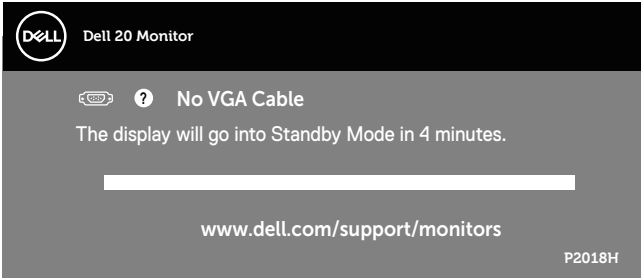 DELL
Dell 20 Monitor
? No VGA Cable
The display will go into Standby Mode in 4 minutes.
www.dell.com/support/monitors
P2018H